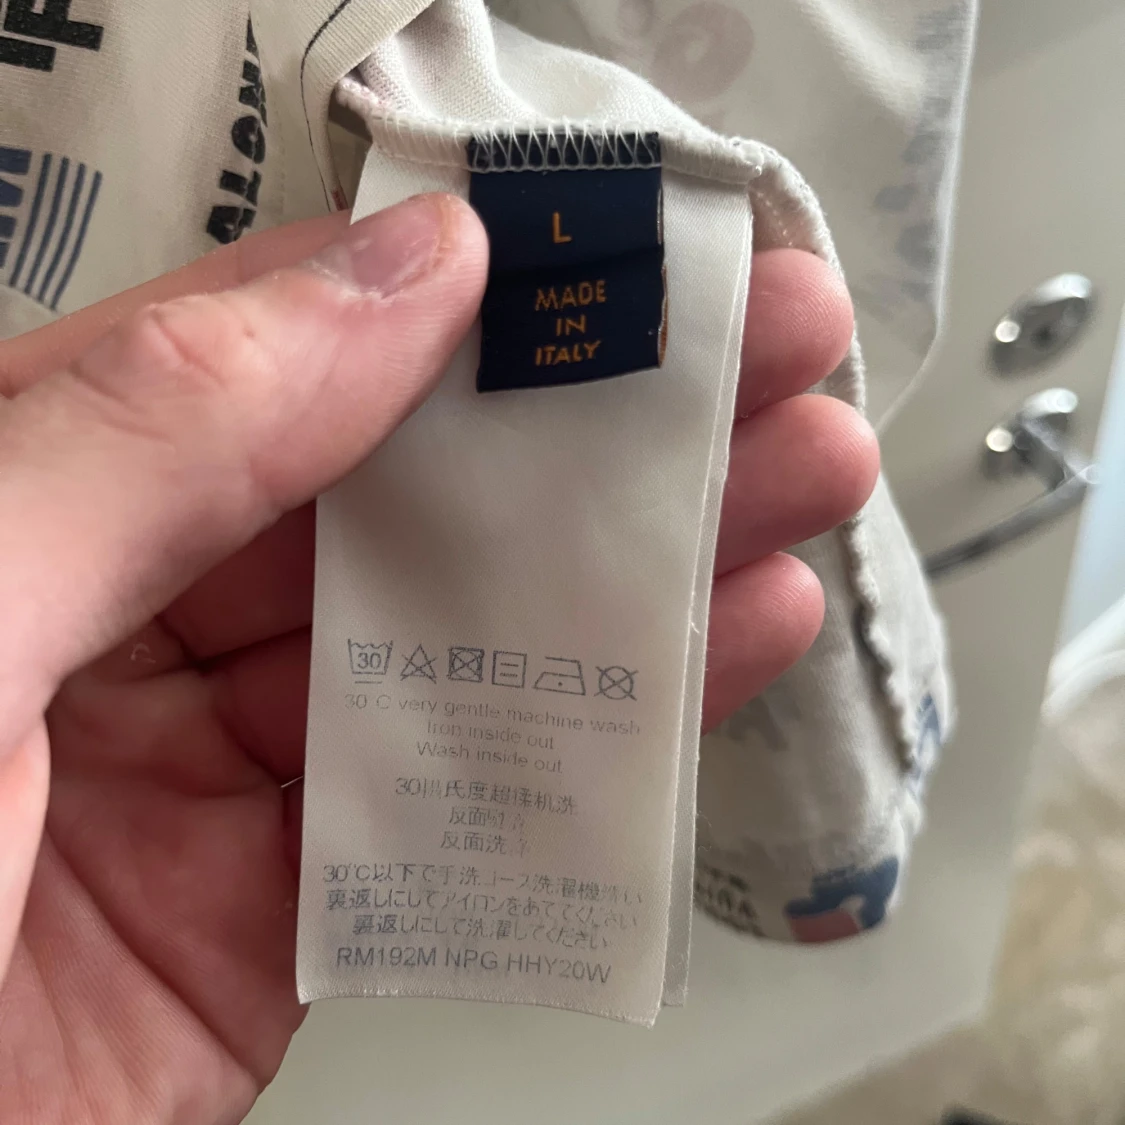 L
MADE
IN
ITALY
30
30°C very gentle machine wash
Iron inside out
Wash inside out
30摄氏度超柔机洗
反面
反面洗
30℃以下で手洗コース洗濯機洗い
裏返しにしてアイロンをあててください
裏返しにして洗濯してください
RM192M NPG HHY20W